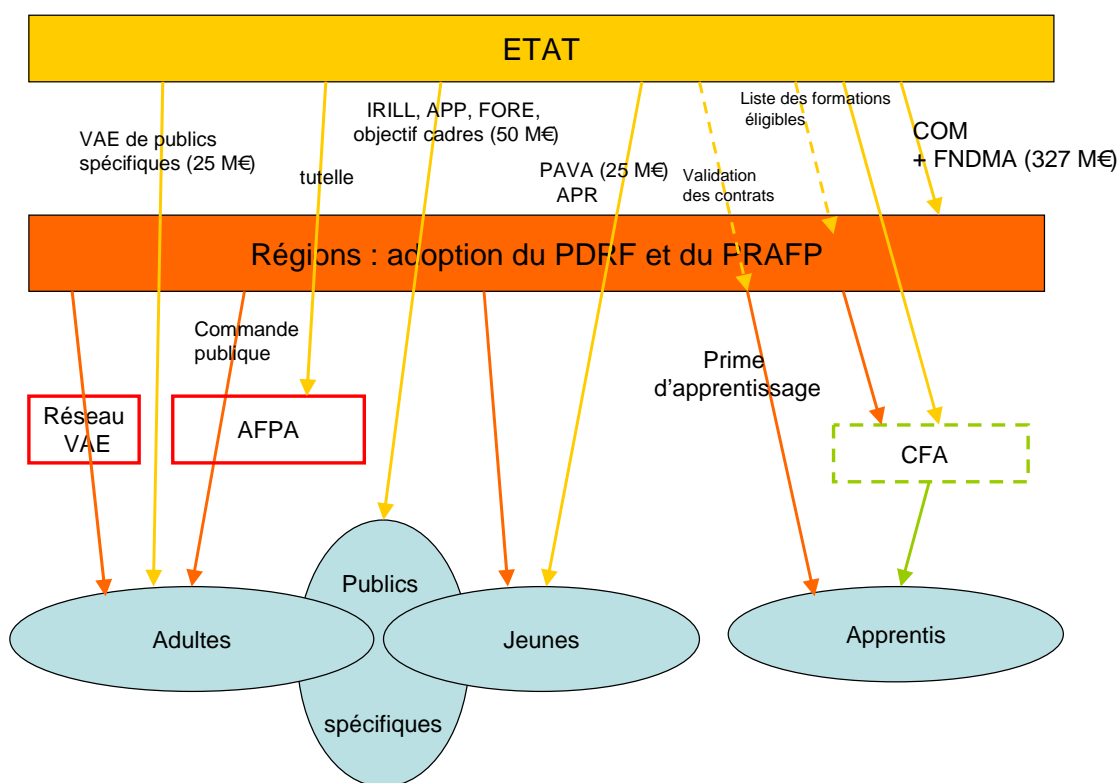 ETAT
VAE de publics
spécifiques (25 M€)
tutelle
IRILL, APP, FORE,
objectif cadres (50 M€)
PAVA (25 M€)
APR
Validation
des contrats
Liste des formations
éligibles
COM
+ FNDMA (327 M€)
Régions : adoption du PDRF et du PRAFP
Commande
publique
Prime
d'apprentissage
Réseau
VAE
AFPA
CFA
Publics
spécifiques
Adultes
Jeunes
Apprentis